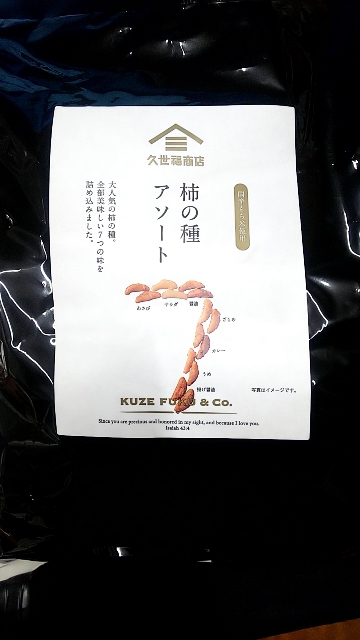 久世福商店
国産もち米使用
柿の種
アソート
大人気の柿の種。
全部美味しい7つの味を
詰め込みました。
わさび
サラダ
醤油
ざらめ
カレー
うめ
揚げ醤油
写真はイメージです。
KUZE FUKU & Co.
Since you are precious and honored in my sight, and because I love you.
Isaiah 43:4